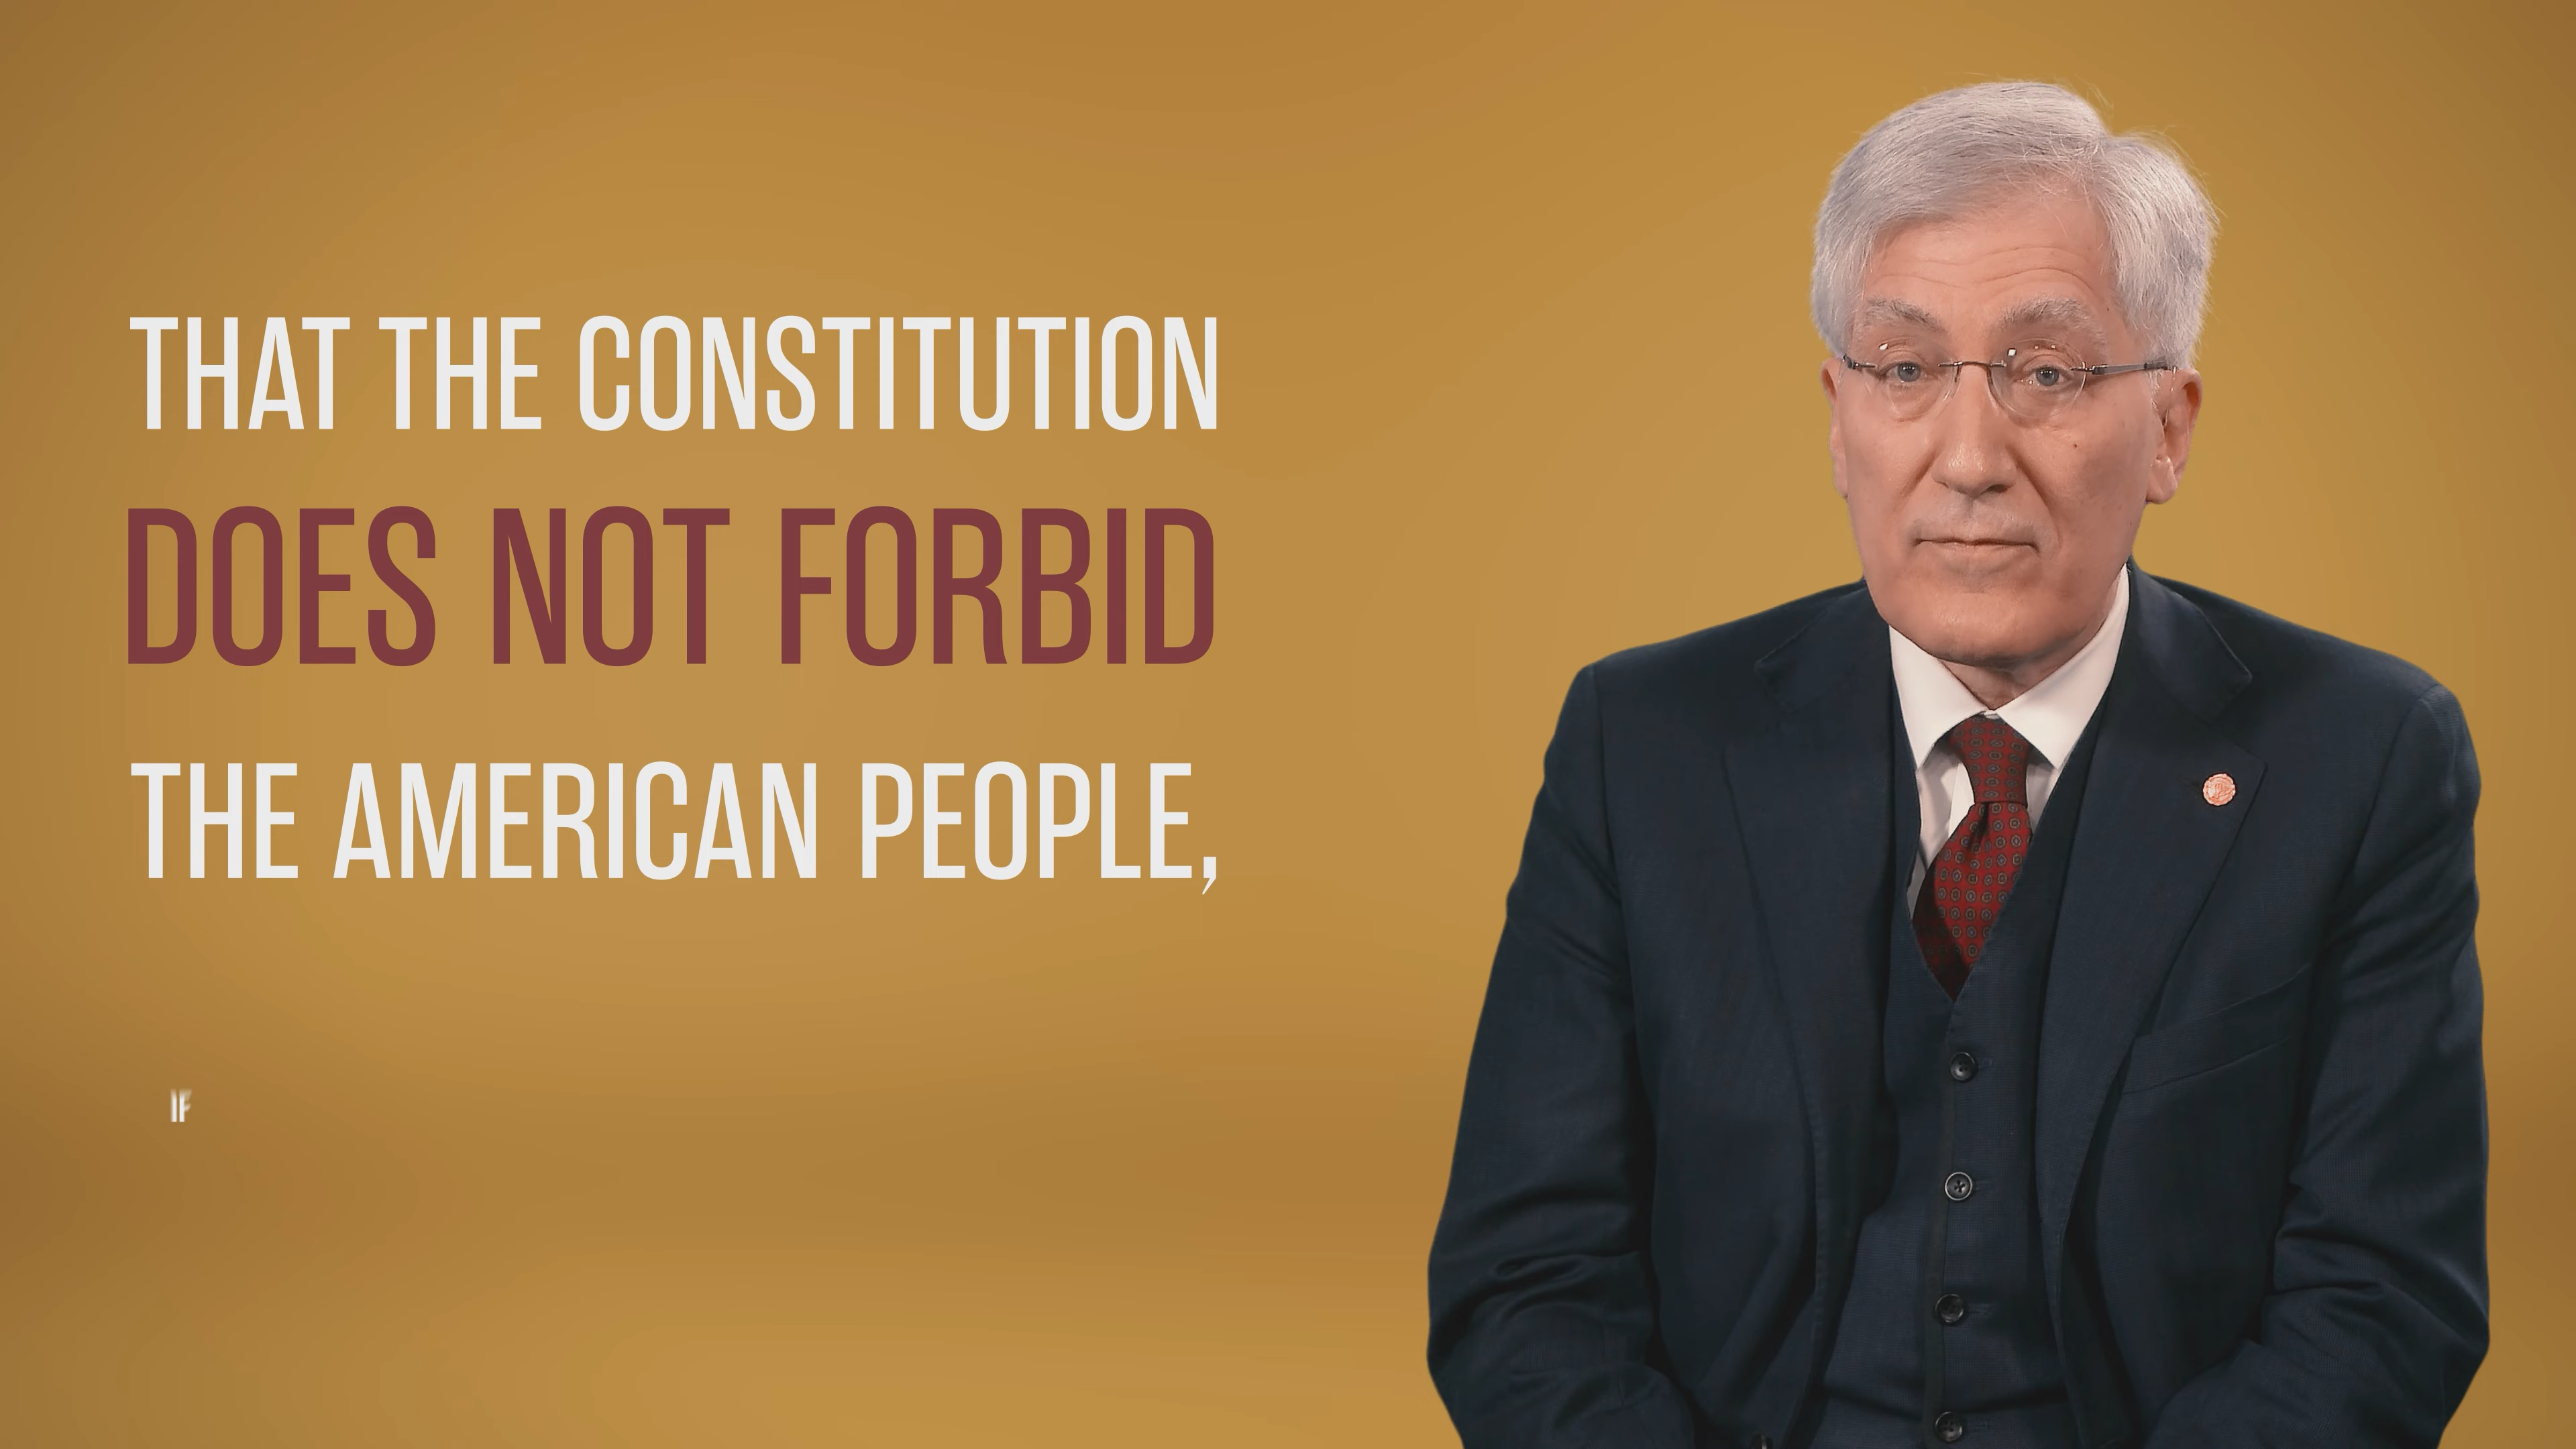 THAT THE CONSTITUTION
DOES NOT FORBID
THE AMERICAN PEOPLE,
IF